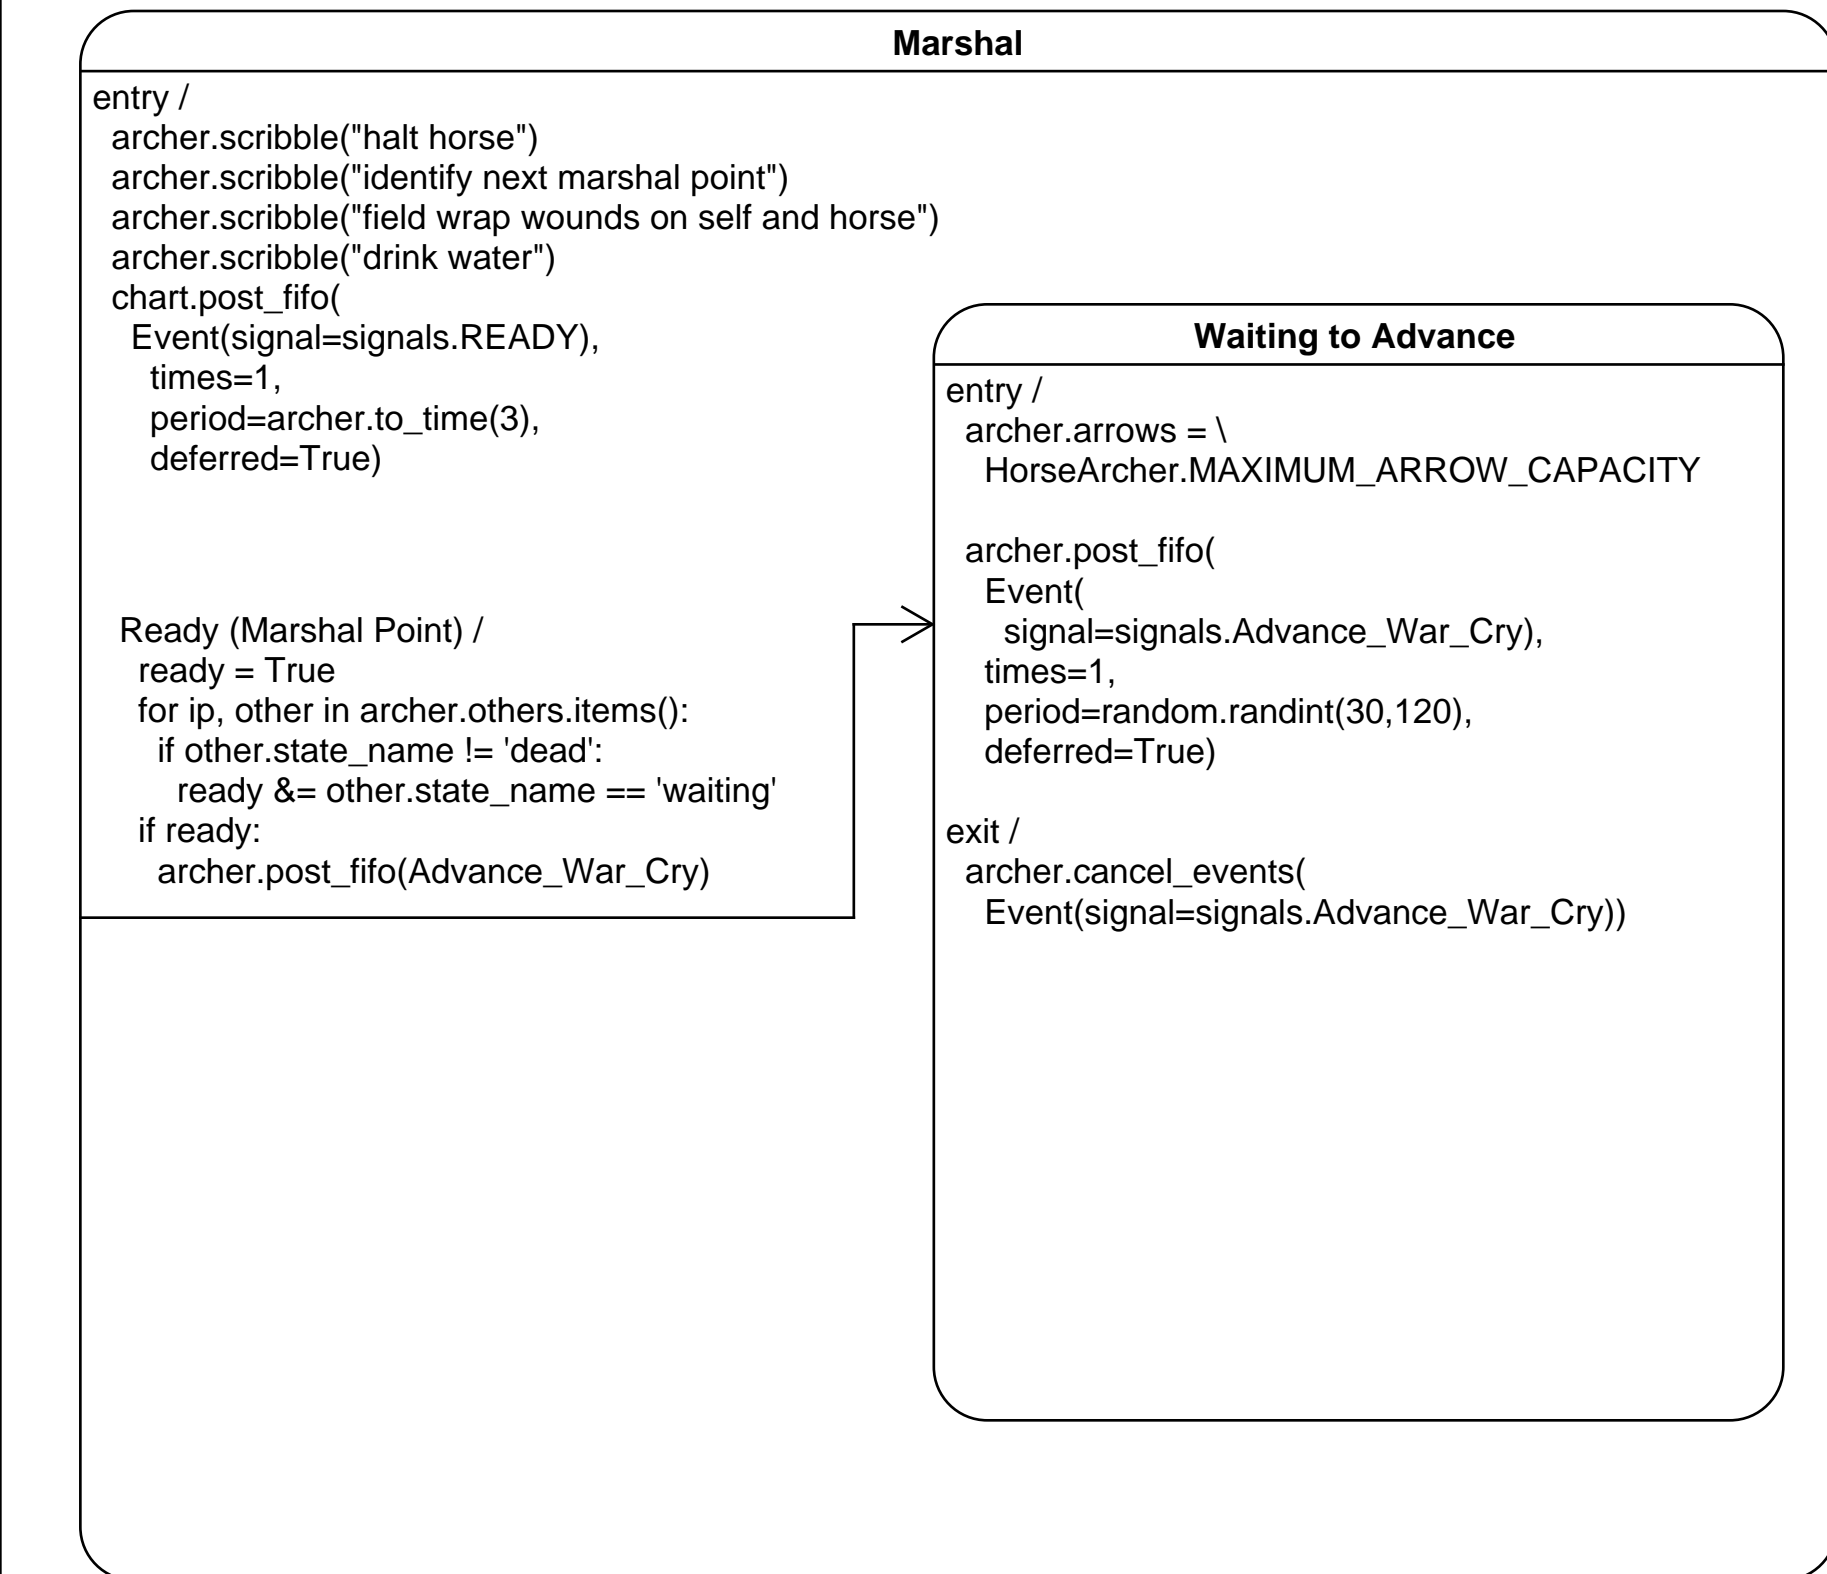 Marshal
entry /
archer.scribble("halt horse")
archer.scribble("identify next marshal point")
archer.scribble("field wrap wounds on self and horse")
archer.scribble("drink water")
chart.post_fifo(
Event(signal=signals.READY),
times=1,
period=archer.to_time(3),
deferred=True)
Ready (Marshal Point) /
ready = True
for ip, other in archer.others.items():
if other.state_name != 'dead':
ready &= other.state_name == 'waiting'
if ready:
archer.post_fifo(Advance_War_Cry)
Waiting to Advance
entry /
archer.arrows = \
HorseArcher.MAXIMUM_ARROW_CAPACITY
archer.post_fifo(
Event(
signal=signals.Advance_War_Cry),
times=1,
period=random.randint(30,120),
deferred=True)
exit /
archer.cancel_events(
Event(signal=signals.Advance_War_Cry))